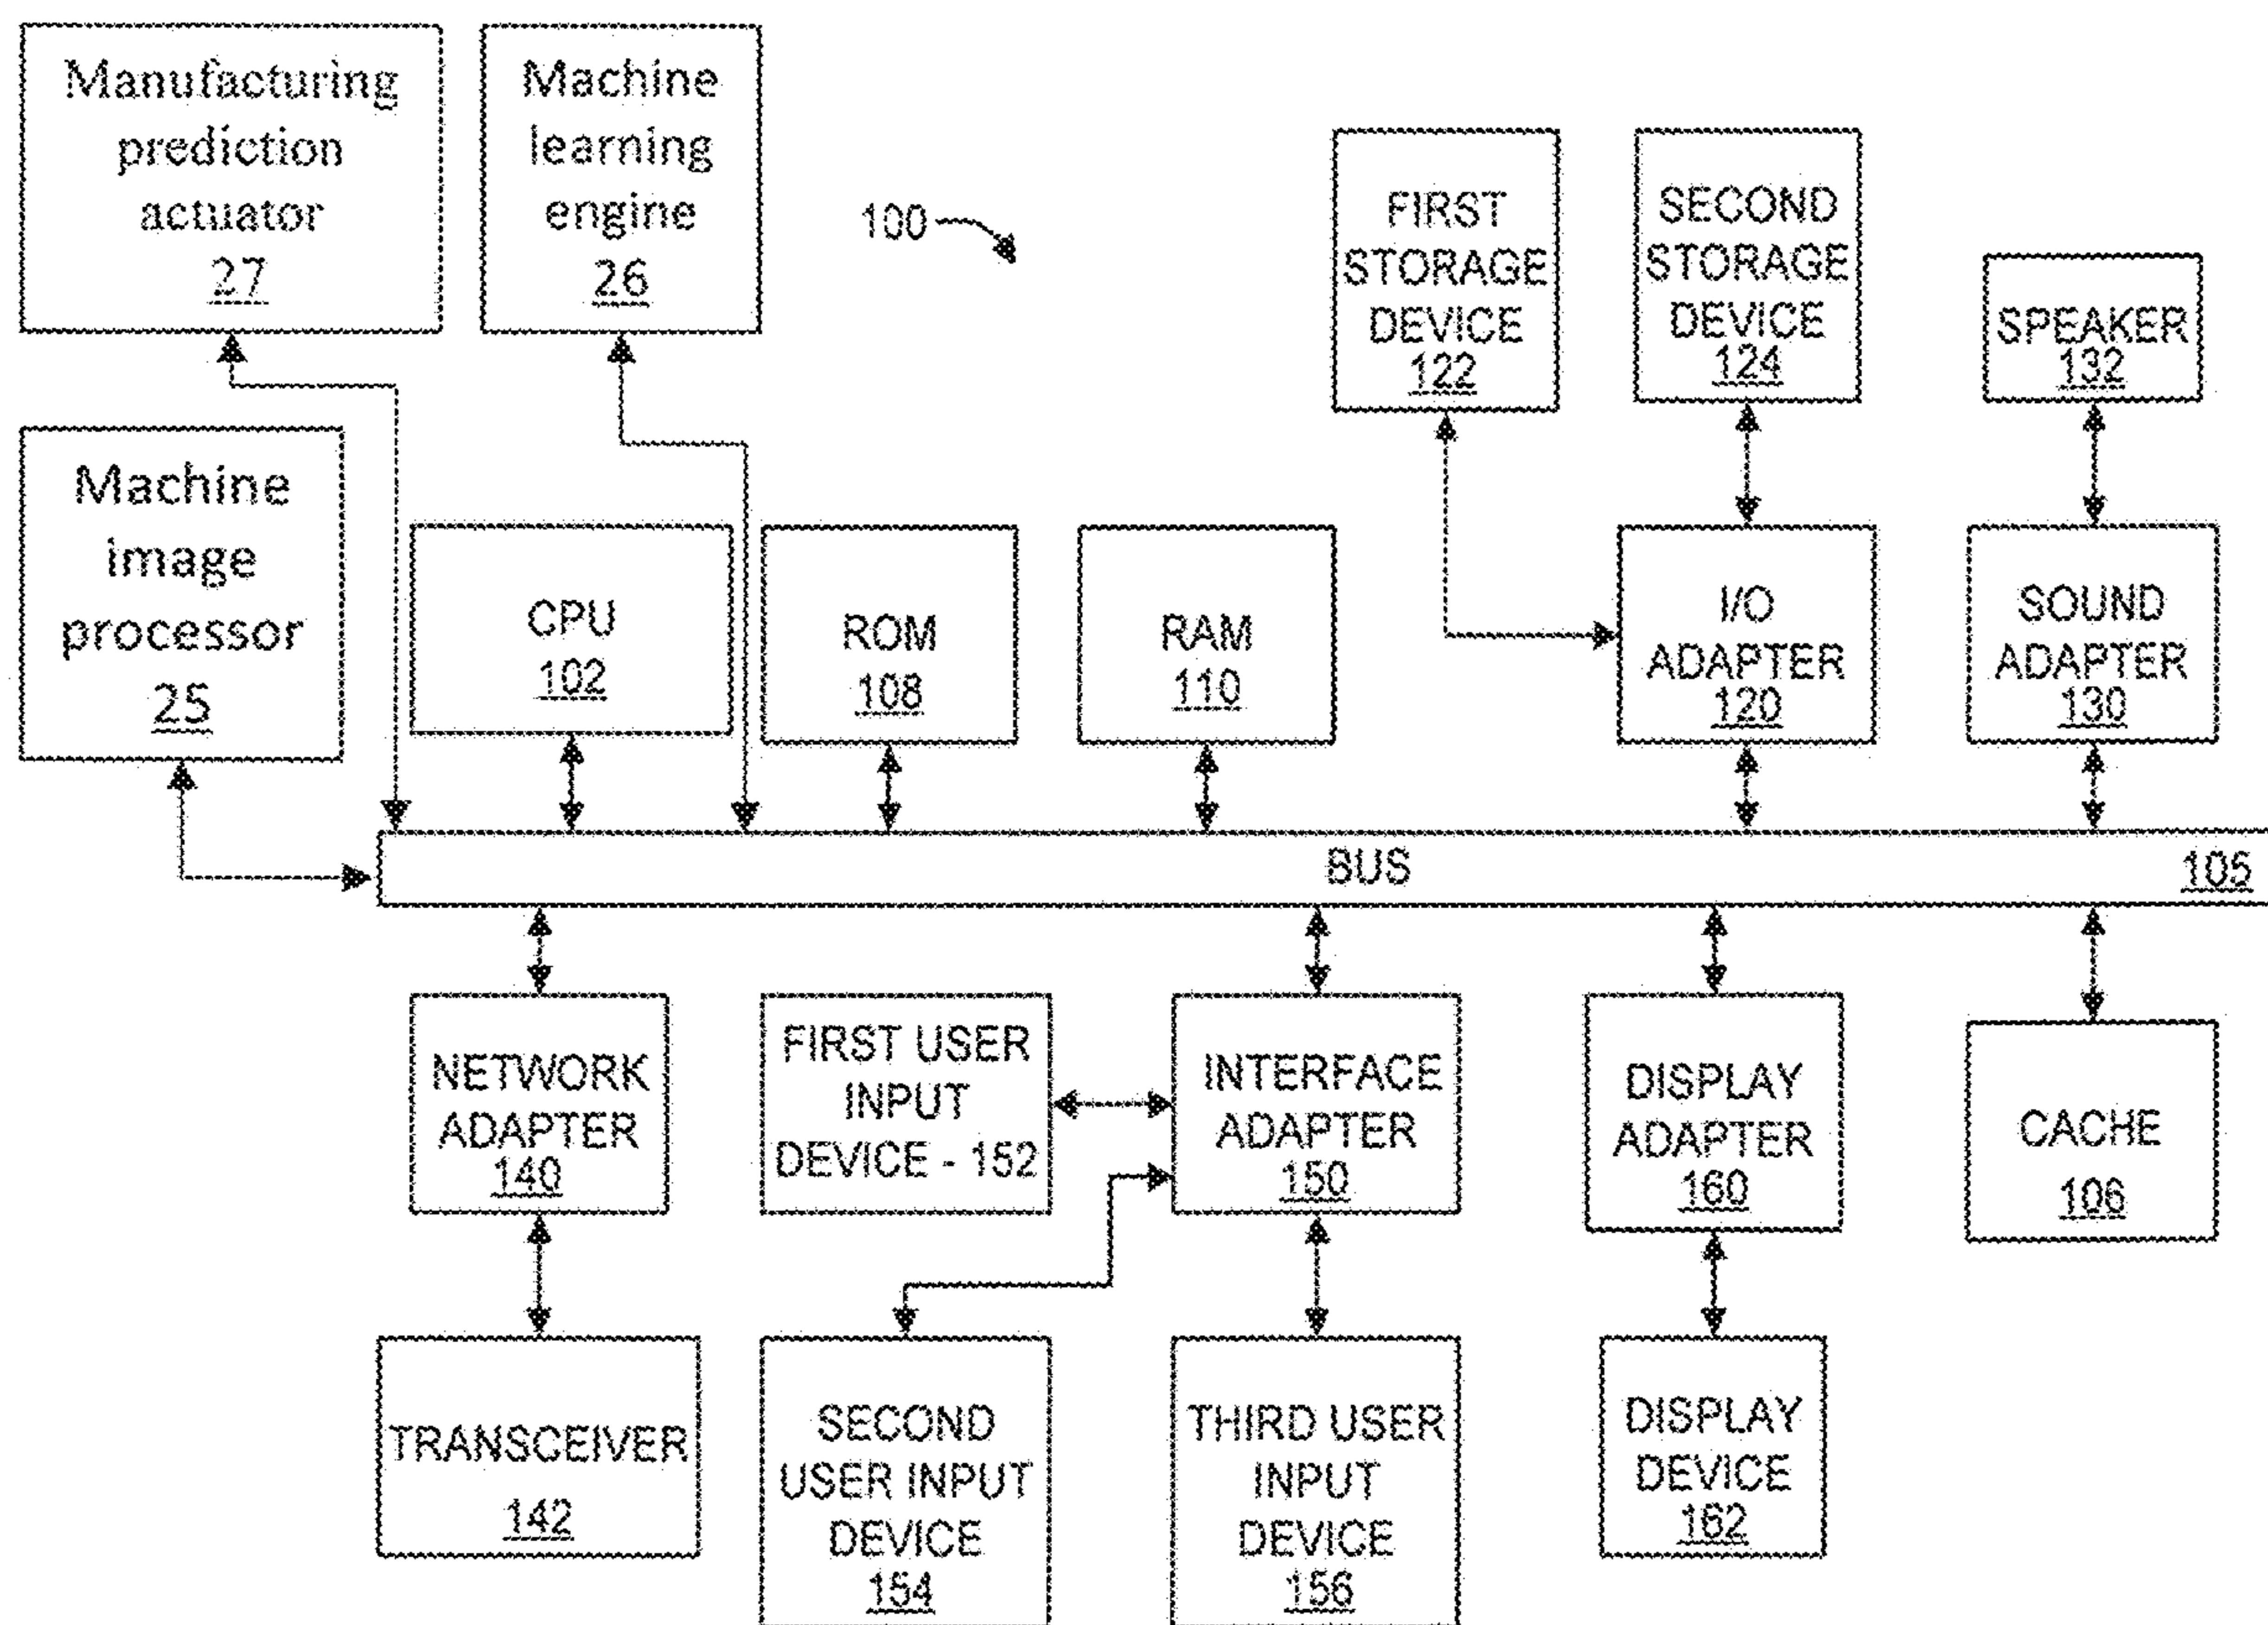 Manufacturing
prediction
actuator
27
Machine
learning
engine
26
100
FIRST
STORAGE
DEVICE
122
SECOND
STORAGE
DEVICE
124
SPEAKER
132
Machine
image
processor
25
CPU
102
ROM
108
RAM
110
I/O
ADAPTER
120
SOUND
ADAPTER
130
BUS
105
NETWORK
ADAPTER
140
FIRST USER
INPUT
DEVICE - 152
INTERFACE
ADAPTER
150
DISPLAY
ADAPTER
160
CACHE
106
TRANSCEIVER
142
SECOND
USER INPUT
DEVICE
154
THIRD USER
INPUT
DEVICE
156
DISPLAY
DEVICE
162